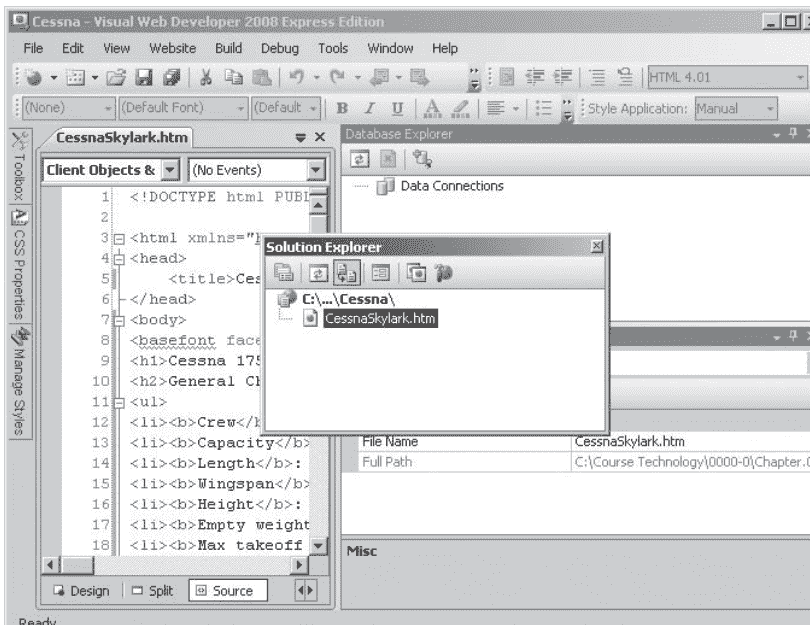 Cessna - Visual Web Developer 2008 Express Edition
File Edit View Website Build Debug Tools Window Help
HTML 4.01
(None) (Default Font) (Default B I U A Style Application: Manual
CessnaSkylark.htm
Client Objects & (No Events)
1 <!DOCTYPE html PUBL
2
3 <html xmlns="
4 <head>
5 <title>Ces
6 </head>
7 <body>
8 <basefont face
9 <h1>Cessna 175
10 <h2>General Ch
11 <ul>
12 <li><b>Crew</b
13 <li><b>Capacity</b>
14 <li><b>Length</b>:
15 <li><b>Wingspan</b>
16 <li><b>Height</b>:
17 <li><b>Empty weight
18 <li><b>Max takeoff
Design Split Source
Toolbox
CSS Properties
Manage Styles
Database Explorer
Data Connections
Solution Explorer
C:\...\Cessna\
CessnaSkylark.htm
File Name CessnaSkylark.htm
Full Path C:\Course Technology\0000-0\Chapter.0
Misc
Ready